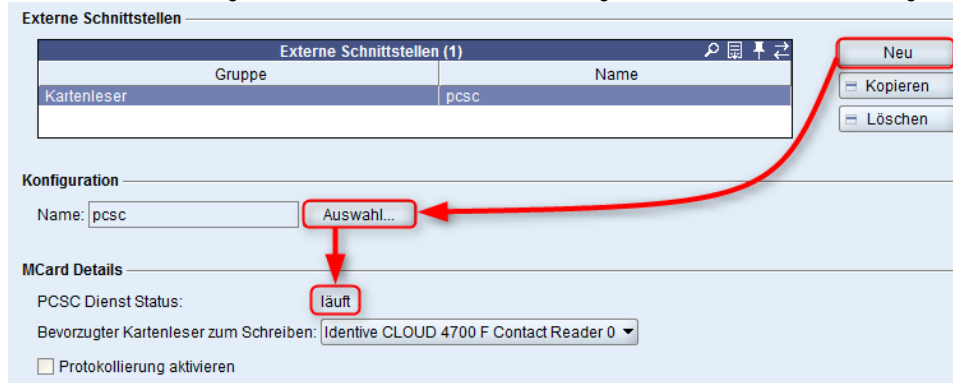 Externe Schnittstellen
Externe Schnittstellen (1)
Gruppe Name
Kartenleser pcsc
Neu
Kopieren
Löschen
Konfiguration
Name: pcsc Auswahl...
MCard Details
PCSC Dienst Status: läuft
Bevorzugter Kartenleser zum Schreiben: Identive CLOUD 4700 F Contact Reader 0
Protokollierung aktivieren